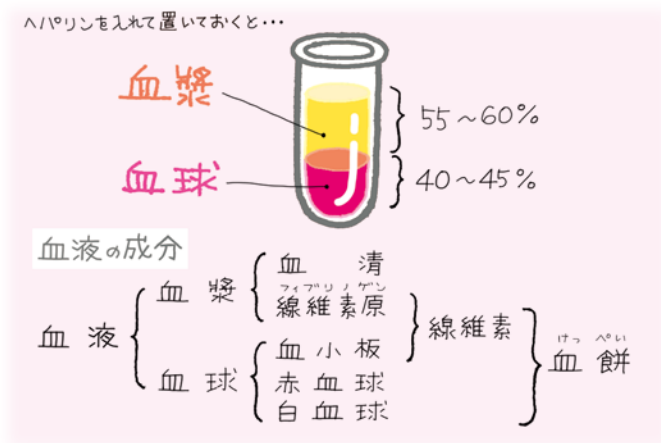 ヘパリンを入れて置いておくと・・・
血漿
55～60%
血球
40～45%
血液の成分
血液
血漿
血清
フィブリノゲン
線維素原
血球
血小板
赤血球
白血球
線維素
けっぺい
血餅